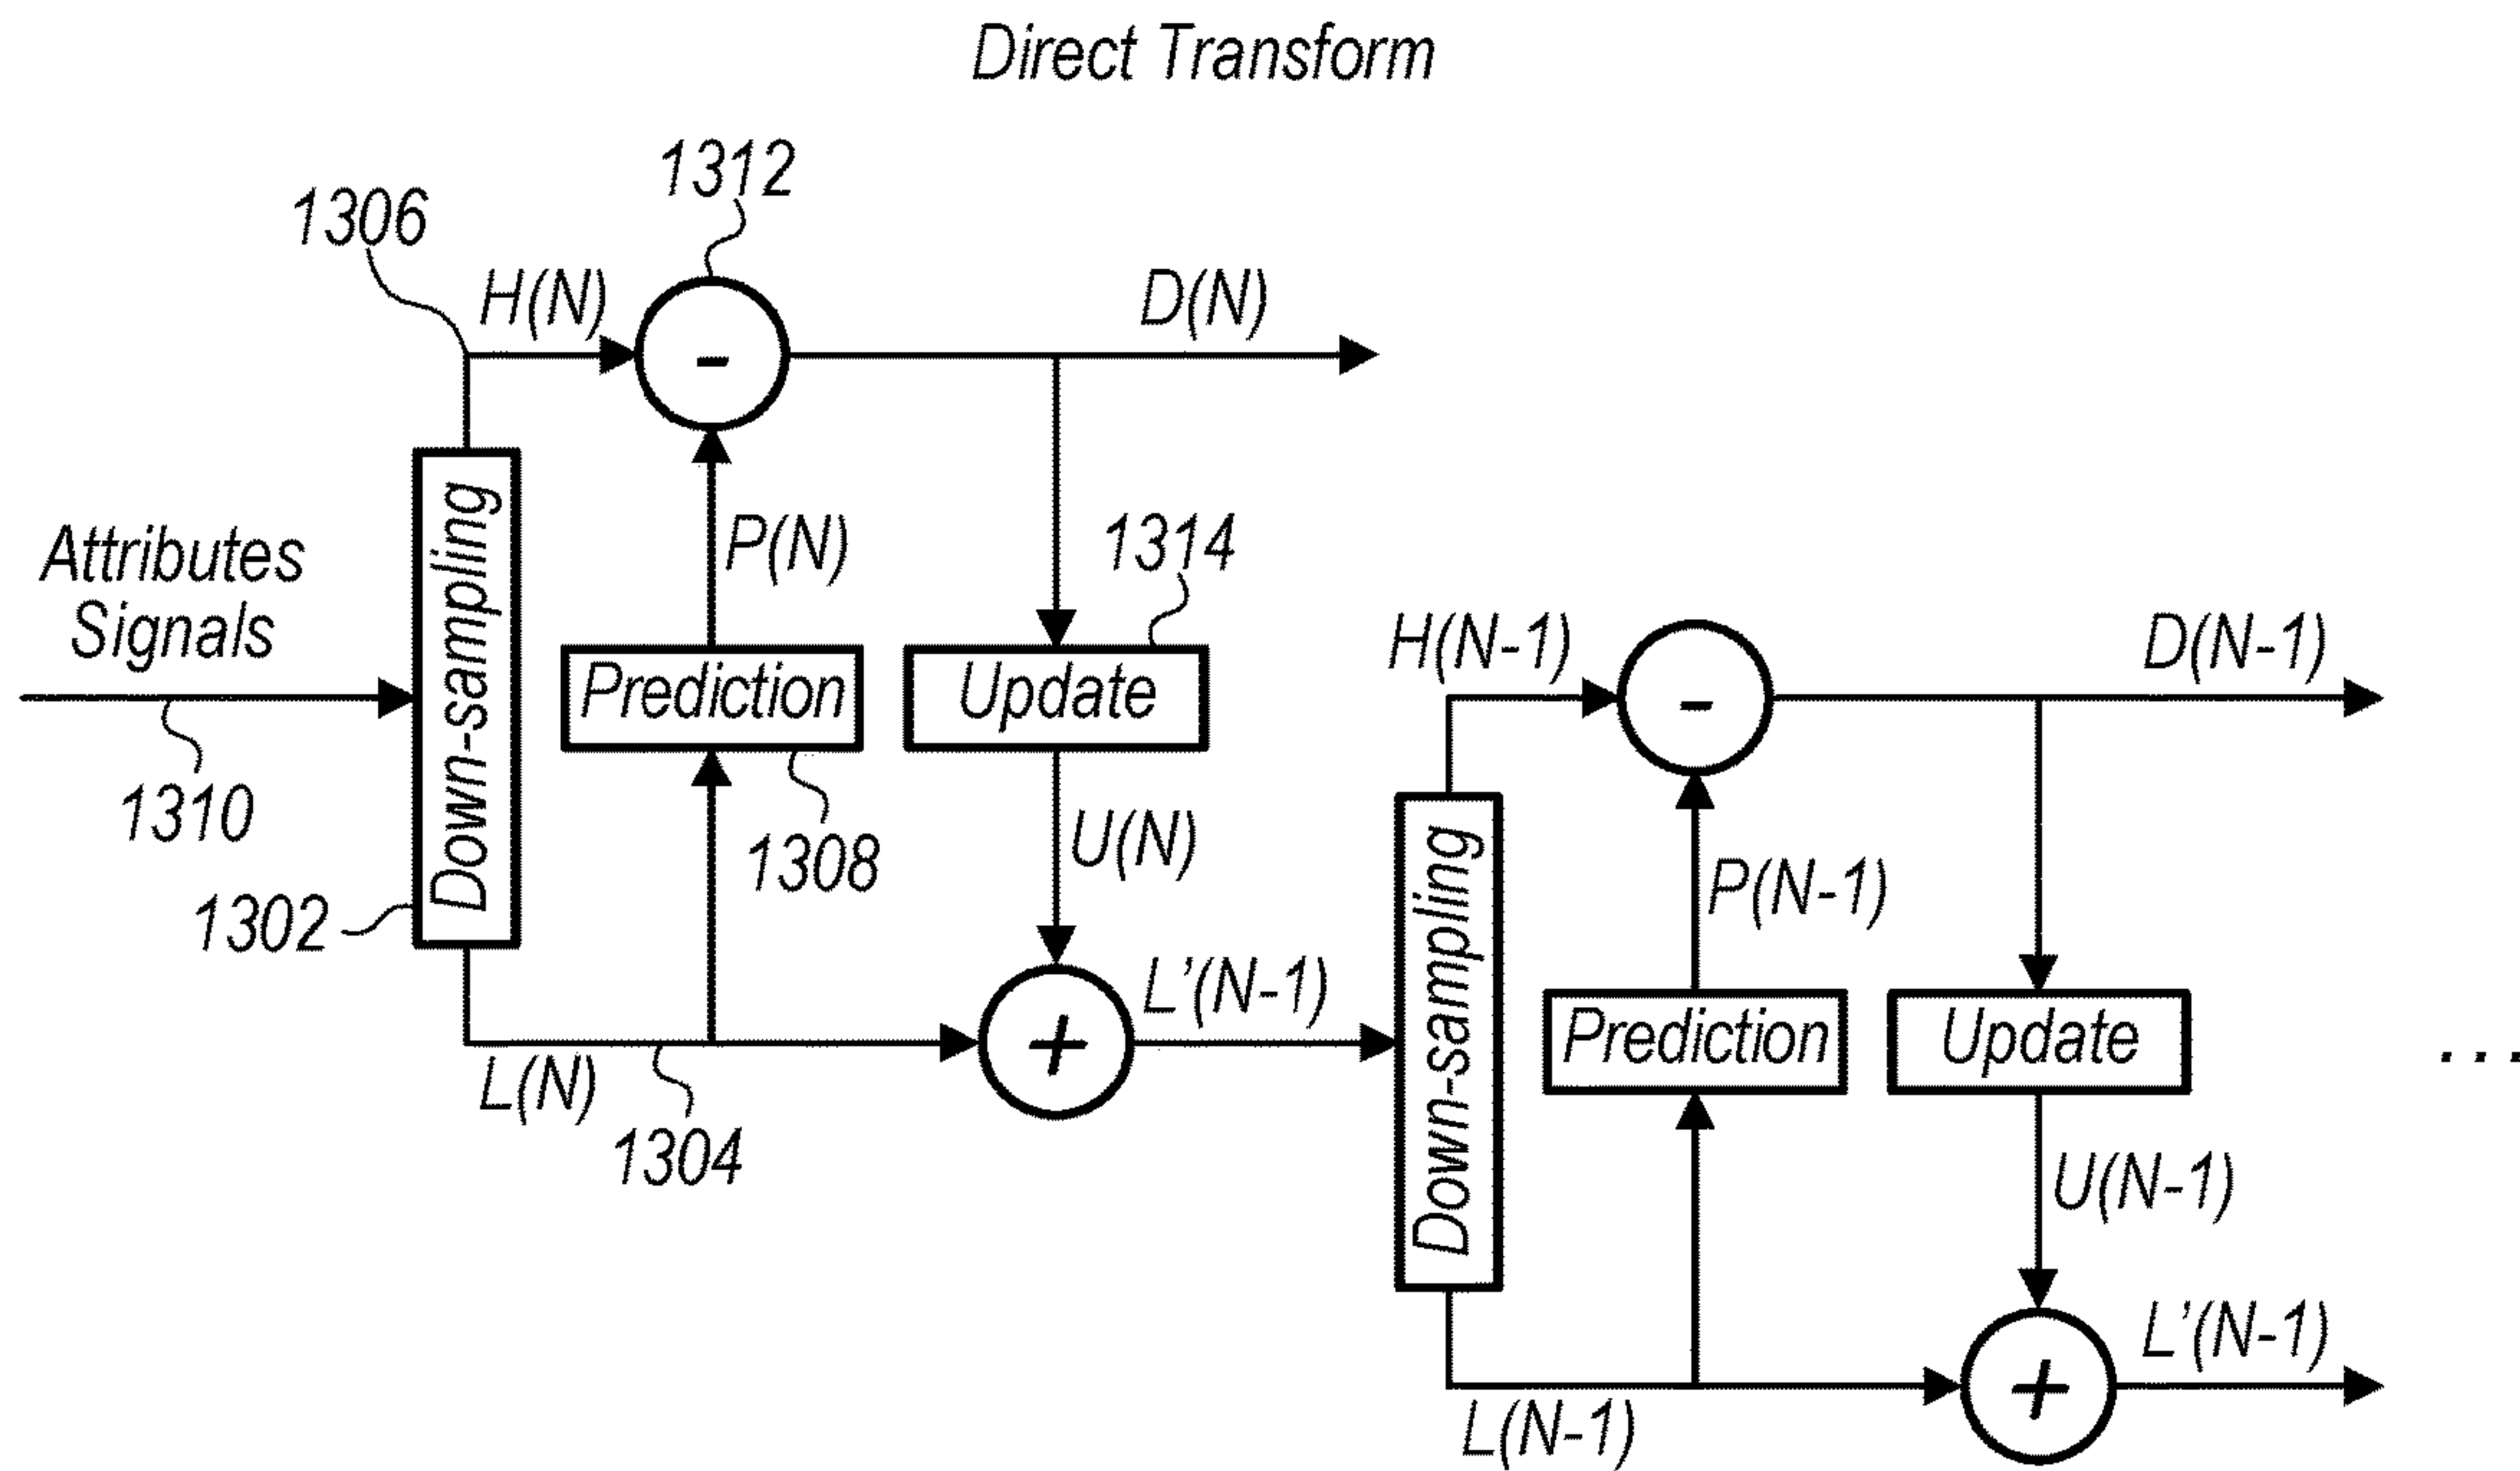 Direct Transform
1312
1306
H(N)
D(N)
-
Attributes
Signals
Down-sampling
P(N)
1314
Prediction
Update
H(N-1)
D(N-1)
-
1310
1308
U(N)
1302
P(N-1)
Down-sampling
L'(N-1)
L(N)
+
Prediction
Update
...
1304
U(N-1)
L'(N-1)
L(N-1)
+